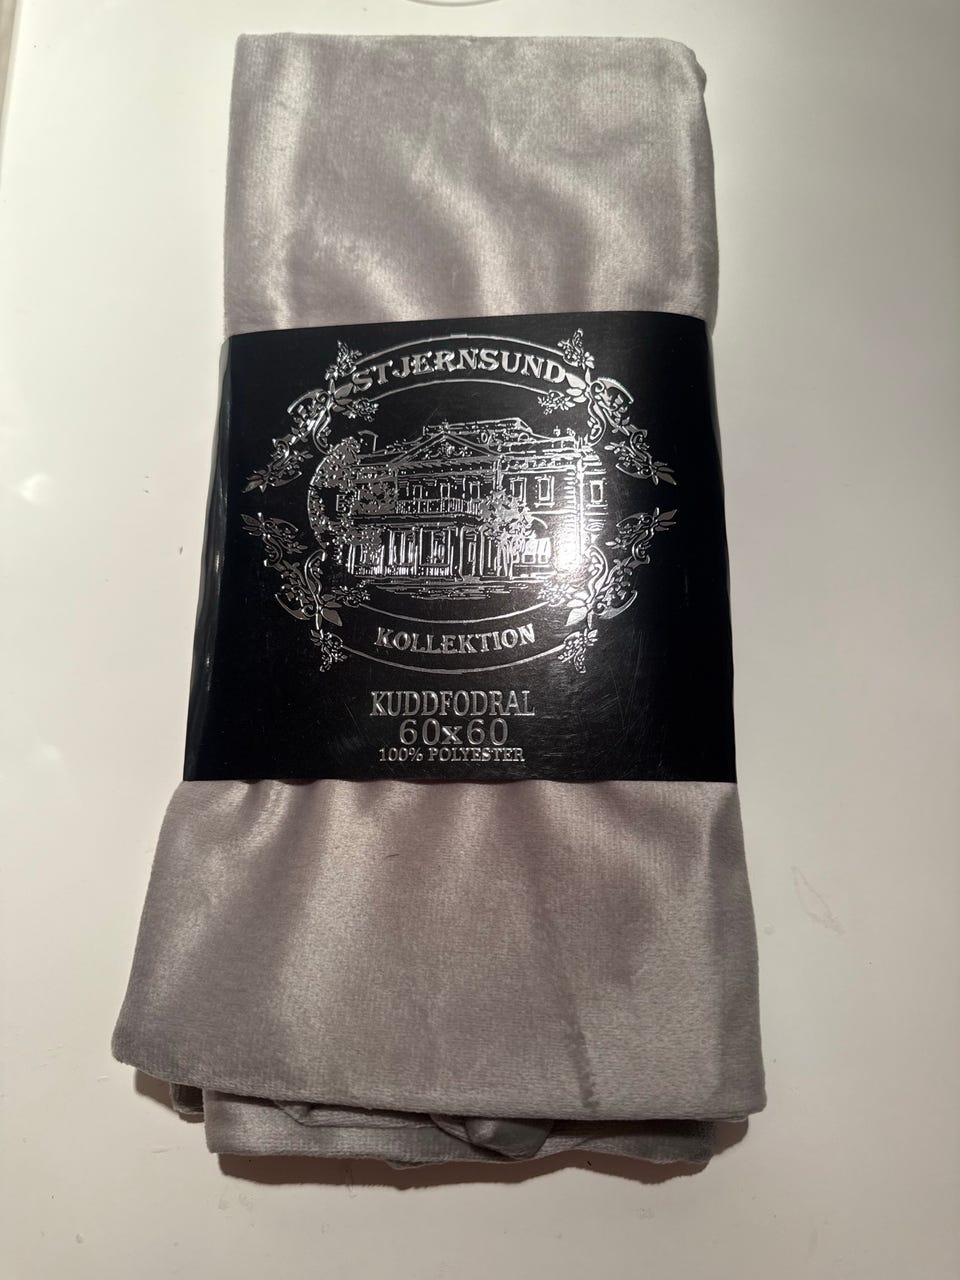 STJERNSUND
KOLLEKTION
KUDDFODRAL
60x60
100% POLYESTER